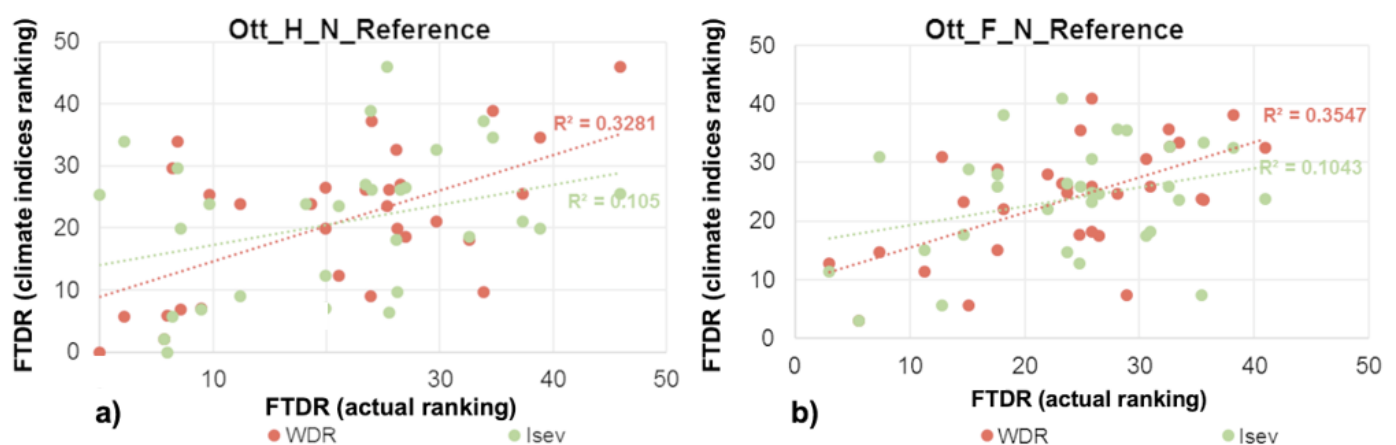 Ott_H_N_Reference
50
40
30
20
10
0
10
30
40
50
R² = 0.3281
R² = 0.105
FTDR (climate indices ranking)
FTDR (actual ranking)
a)
WDR
Isev
Ott_F_N_Reference
50
40
30
20
10
0
0
10
20
30
40
50
R² = 0.3547
R² = 0.1043
FTDR (climate indices ranking)
FTDR (actual ranking)
b)
WDR
Isev